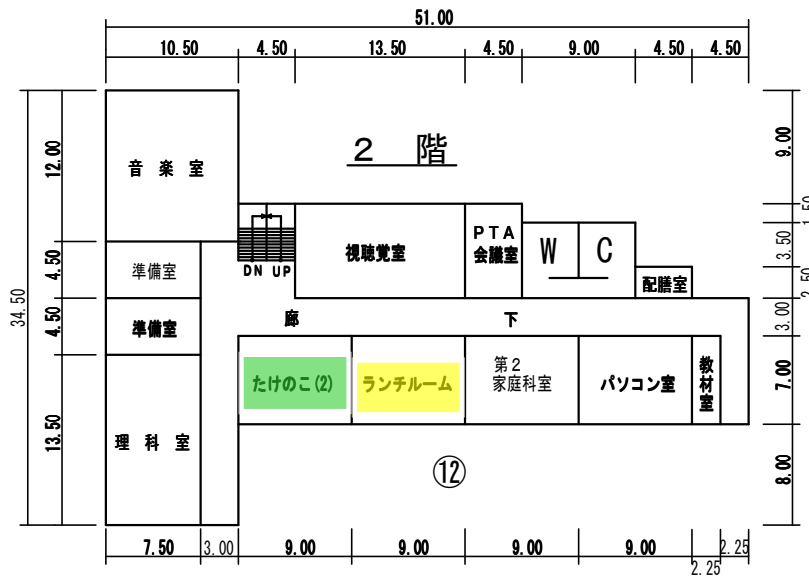 51.00
10.50 4.50 13.50 4.50 9.00 4.50 4.50
2 階
音 楽 室
12.00
9.00
1.50
PTA
会議室
視聴覚室
W C
3.50
準備室
DN UP
配膳室
4.50
2.50
34.50
廊 下
3.00
準備室
4.50
たけのこ(2)
ランチルーム
第2
家庭科室
パソコン室
教材室
7.00
理 科 室
13.50
⑫
8.00
7.50 3.00 9.00 9.00 9.00 9.00 2.25
2.25